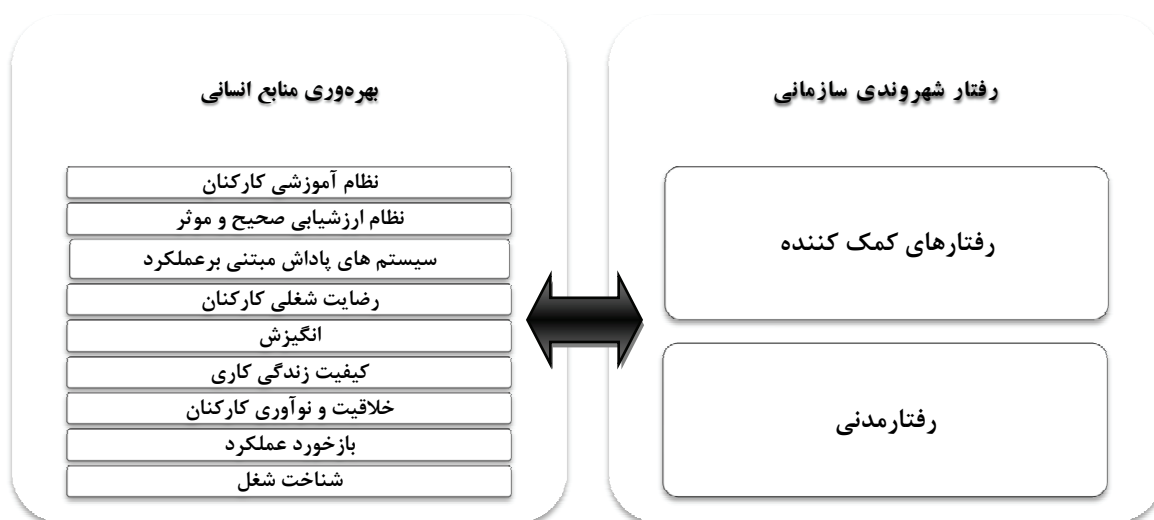 رفتار شهروندی سازمانی
رفتارهای کمک کننده
رفتارمدنی
بهره‌وری منابع انسانی
نظام آموزشی کارکنان
نظام ارزشیابی صحیح و موثر
سیستم های پاداش مبتنی برعملکرد
رضایت شغلی کارکنان
انگیزش
کیفیت زندگی کاری
خلاقیت و نوآوری کارکنان
بازخورد عملکرد
شناخت شغل